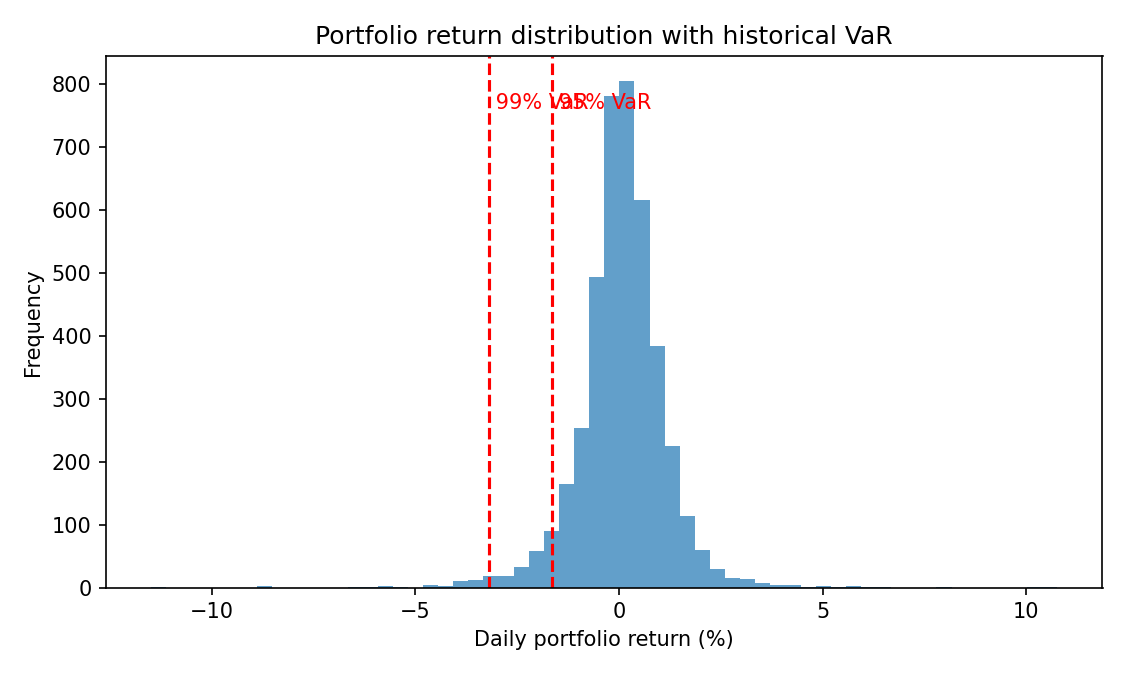 Portfolio return distribution with historical VaR
99% VaR
95% VaR
800
700
600
500
400
300
200
100
0
Frequency
−10
−5
0
5
10
Daily portfolio return (%)